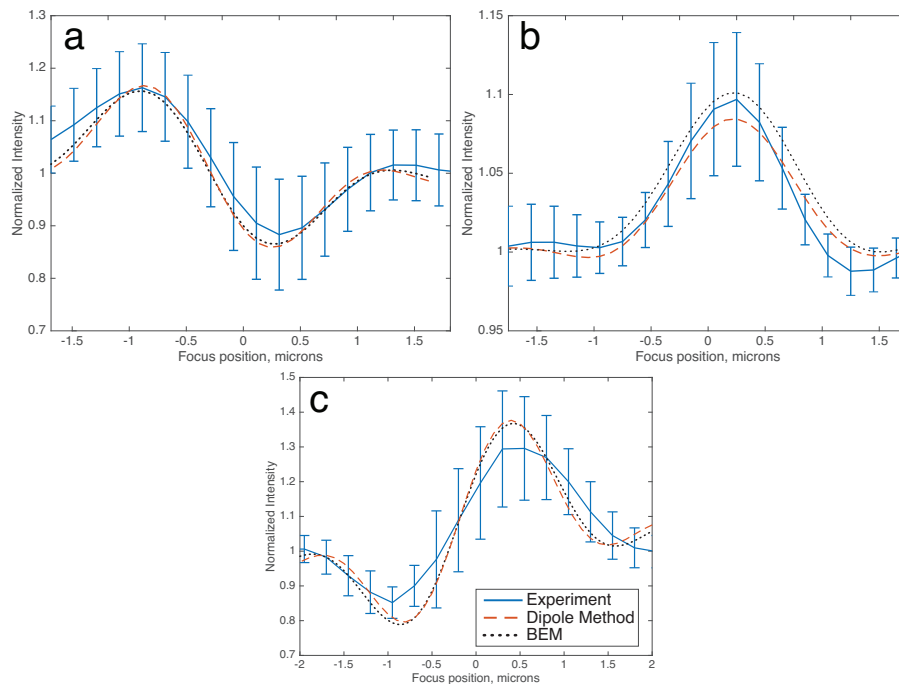 a
1.3
1.2
1.1
1
0.9
0.8
0.7
Normalized Intensity
-1.5 -1 -0.5 0 0.5 1 1.5
Focus position, microns
b
1.15
1.1
1.05
1
0.95
Normalized Intensity
-1.5 -1 -0.5 0 0.5 1 1.5
Focus position, microns
c
1.5
1.4
1.3
1.2
1.1
1
0.9
0.8
0.7
Normalized Intensity
-2 -1.5 -1 -0.5 0 0.5 1 1.5 2
Focus position, microns
Experiment
Dipole Method
BEM